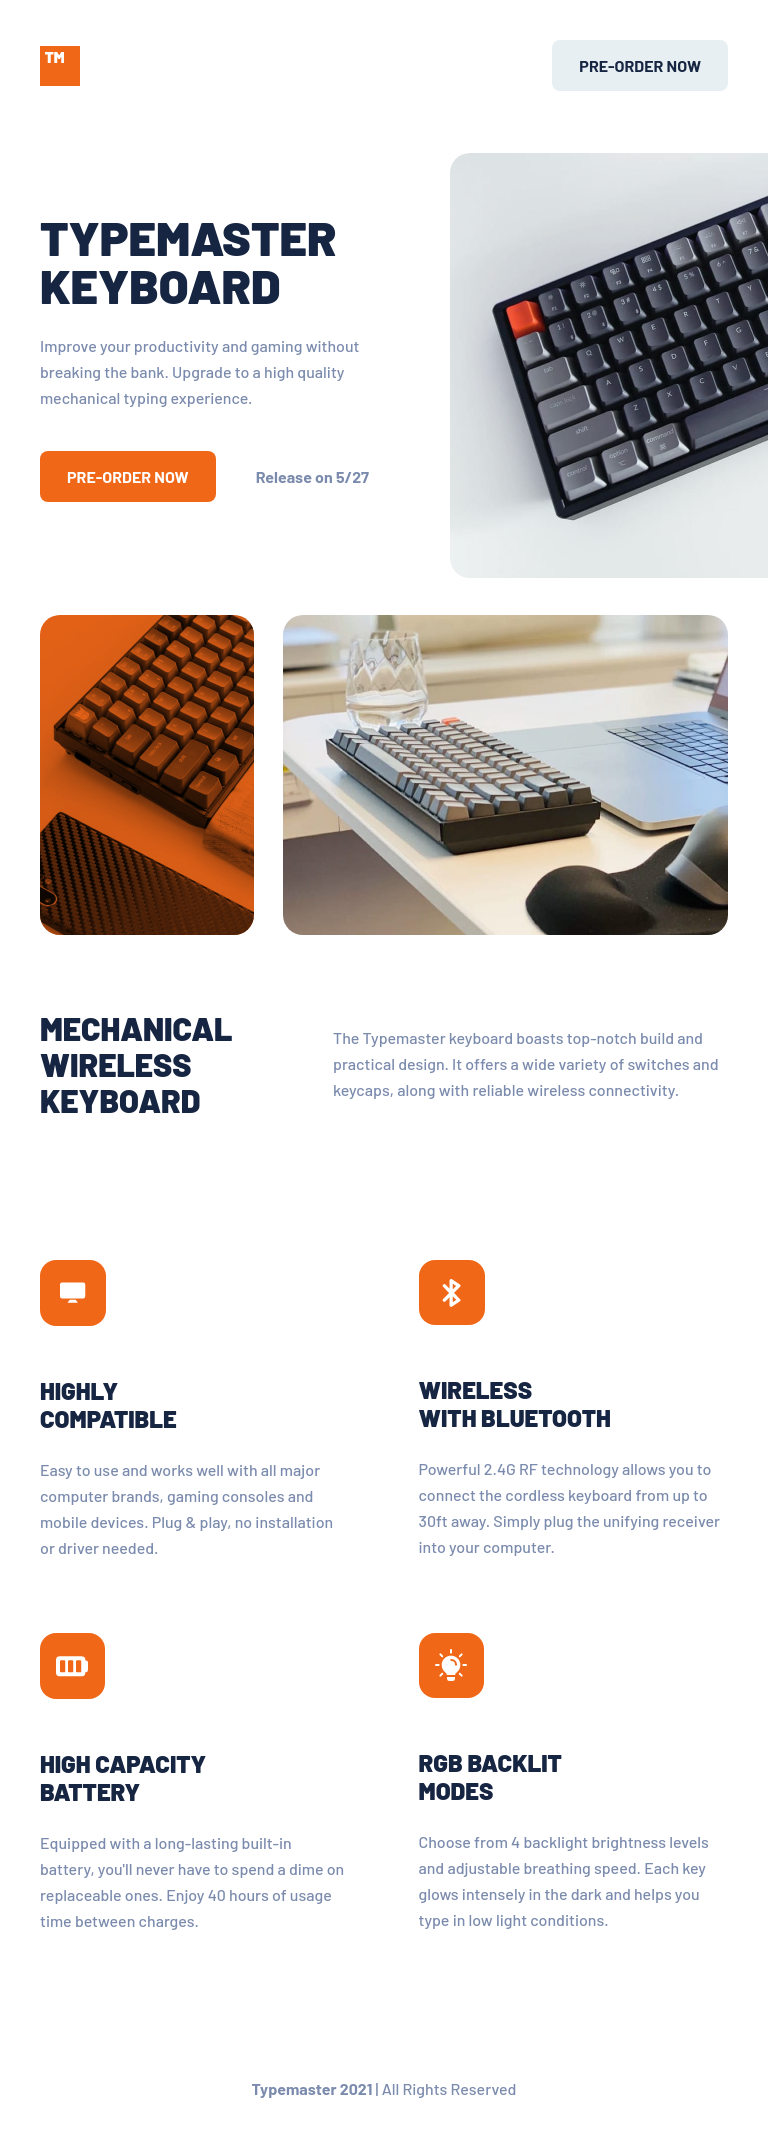 TM
PRE-ORDER NOW
TYPEMASTER
KEYBOARD
Improve your productivity and gaming without
breaking the bank. Upgrade to a high quality
mechanical typing experience.
PRE-ORDER NOW
Release on 5/27
MECHANICAL
WIRELESS
KEYBOARD
The Typemaster keyboard boasts top-notch build and
practical design. It offers a wide variety of switches and
keycaps, along with reliable wireless connectivity.
HIGHLY
COMPATIBLE
Easy to use and works well with all major
computer brands, gaming consoles and
mobile devices. Plug & play, no installation
or driver needed.
WIRELESS
WITH BLUETOOTH
Powerful 2.4G RF technology allows you to
connect the cordless keyboard from up to
30ft away. Simply plug the unifying receiver
into your computer.
HIGH CAPACITY
BATTERY
Equipped with a long-lasting built-in
battery, you'll never have to spend a dime on
replaceable ones. Enjoy 40 hours of usage
time between charges.
RGB BACKLIT
MODES
Choose from 4 backlight brightness levels
and adjustable breathing speed. Each key
glows intensely in the dark and helps you
type in low light conditions.
Typemaster 2021 | All Rights Reserved